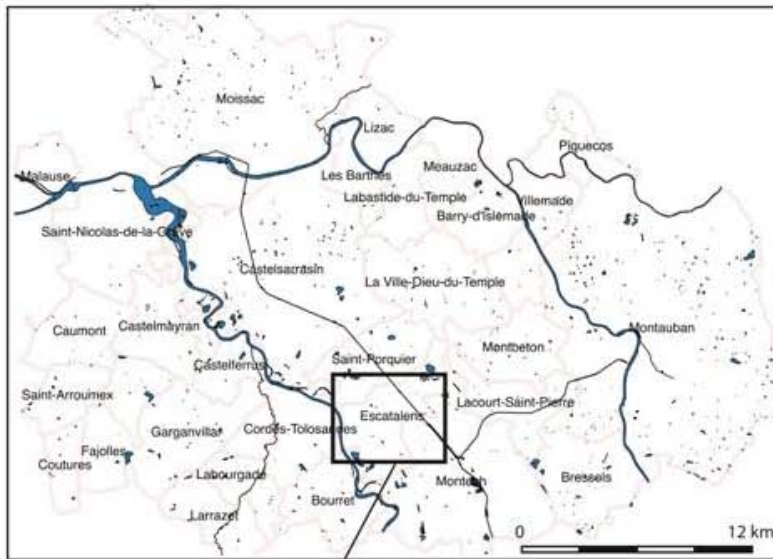 Moissac
Lizac
Piquecos
Malause
Les Barthes
Meauzac
Labastide-du-Temple
Villemade
Barry-d'Islemade
Saint-Nicolas-de-la-Grave
Castelsarrasin
La Ville-Dieu-du-Temple
Caumont
Castelmayran
Montauban
Montbeton
Castelferrus
Saint-Porquier
Saint-Arroumex
Lacourt-Saint-Pierre
Escatalens
Garganvillar
Cordes-Tolosannes
Fajolles
Coutures
Labourgade
Montech
Bressels
Bourret
Larrazet
0
12 km